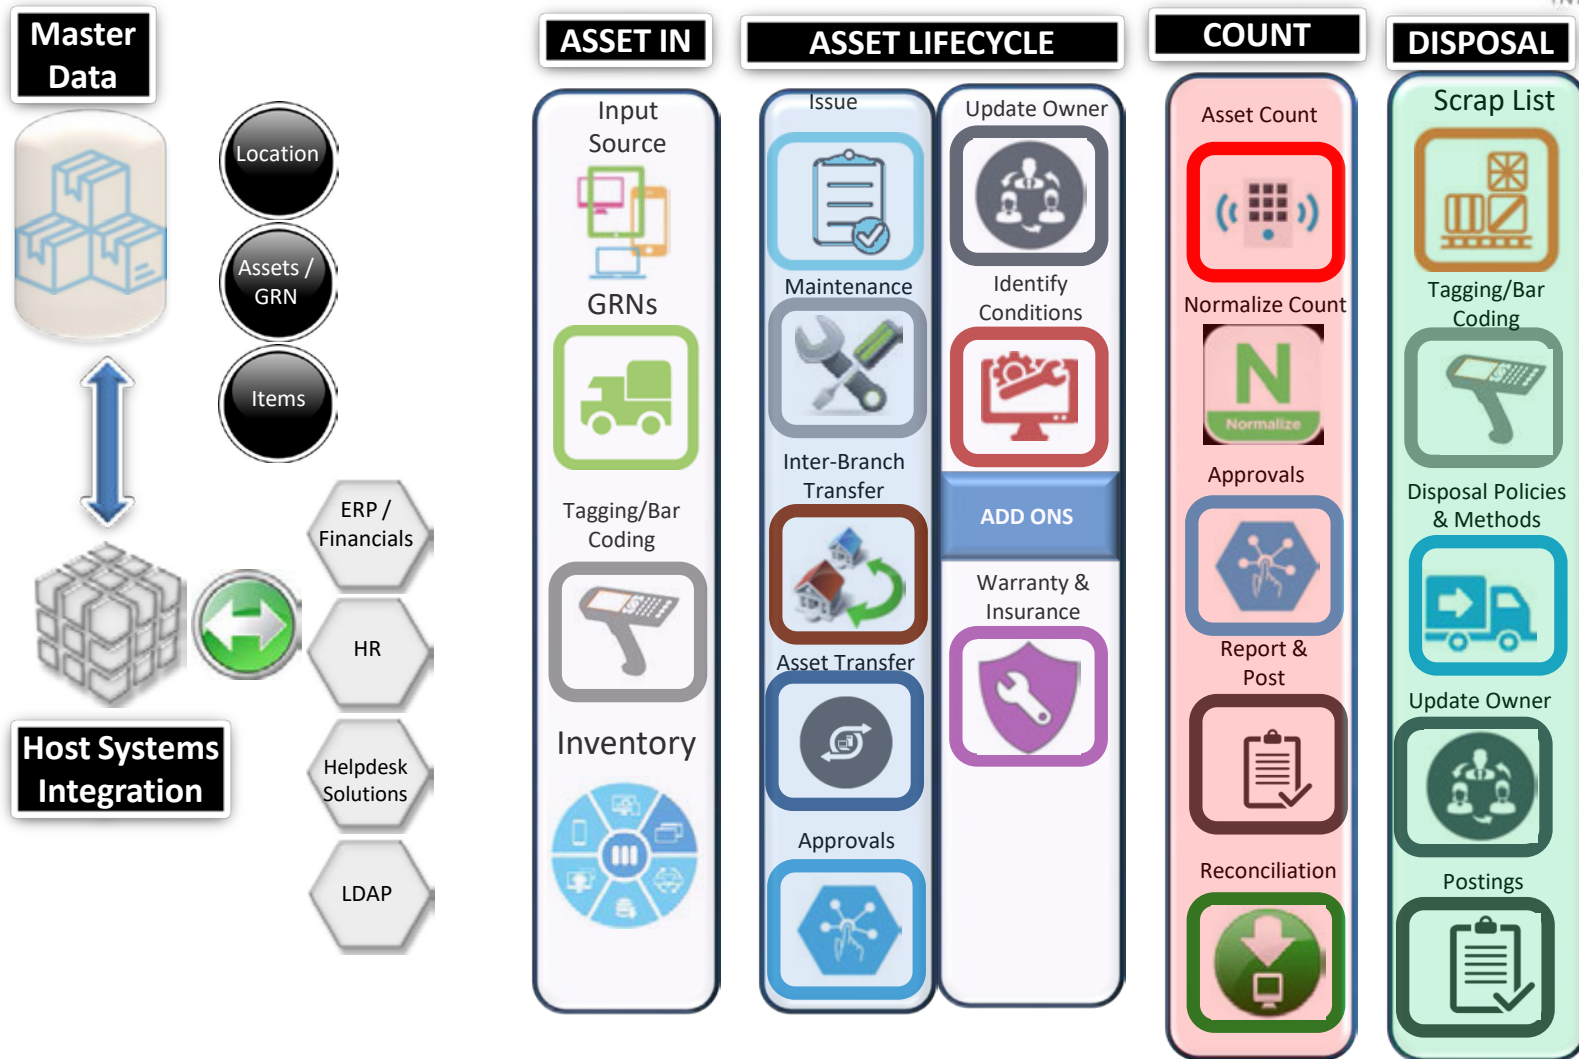 Master
Data
Location
Assets /
GRN
Items
ERP /
Financials
HR
Helpdesk
Solutions
LDAP
Host Systems
Integration
ASSET IN
Input
Source
GRNs
Tagging/Bar
Coding
Inventory
ASSET LIFECYCLE
Issue
Maintenance
Inter-Branch
Transfer
Asset Transfer
Approvals
Update Owner
Identify
Conditions
ADD ONS
Warranty &
Insurance
COUNT
Asset Count
Normalize Count
N
Normalize
Approvals
Report &
Post
Reconciliation
DISPOSAL
Scrap List
Tagging/Bar
Coding
Disposal Policies
& Methods
Update Owner
Postings